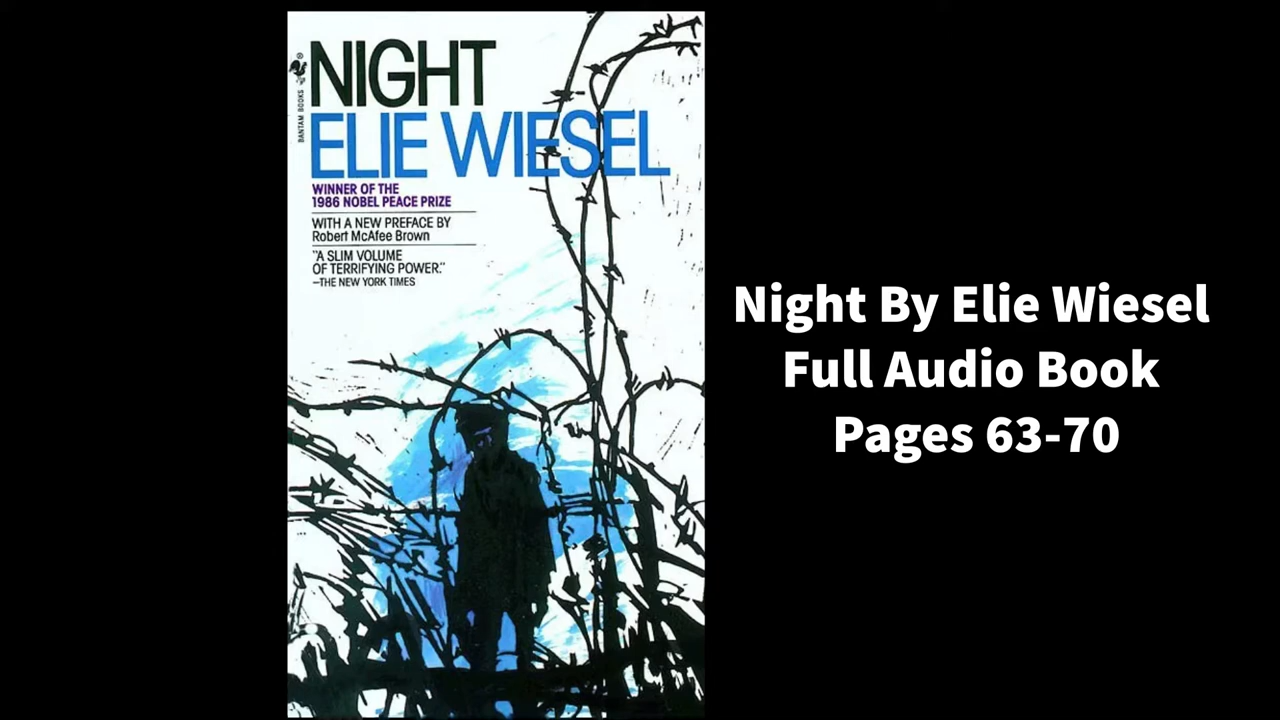 NIGHT
ELIE WIESEL
BANTAM BOOKS
WINNER OF THE
1986 NOBEL PEACE PRIZE
WITH A NEW PREFACE BY
Robert McAfee Brown
"A SLIM VOLUME
OF TERRIFYING POWER."
—THE NEW YORK TIMES
Night By Elie Wiesel
Full Audio Book
Pages 63-70